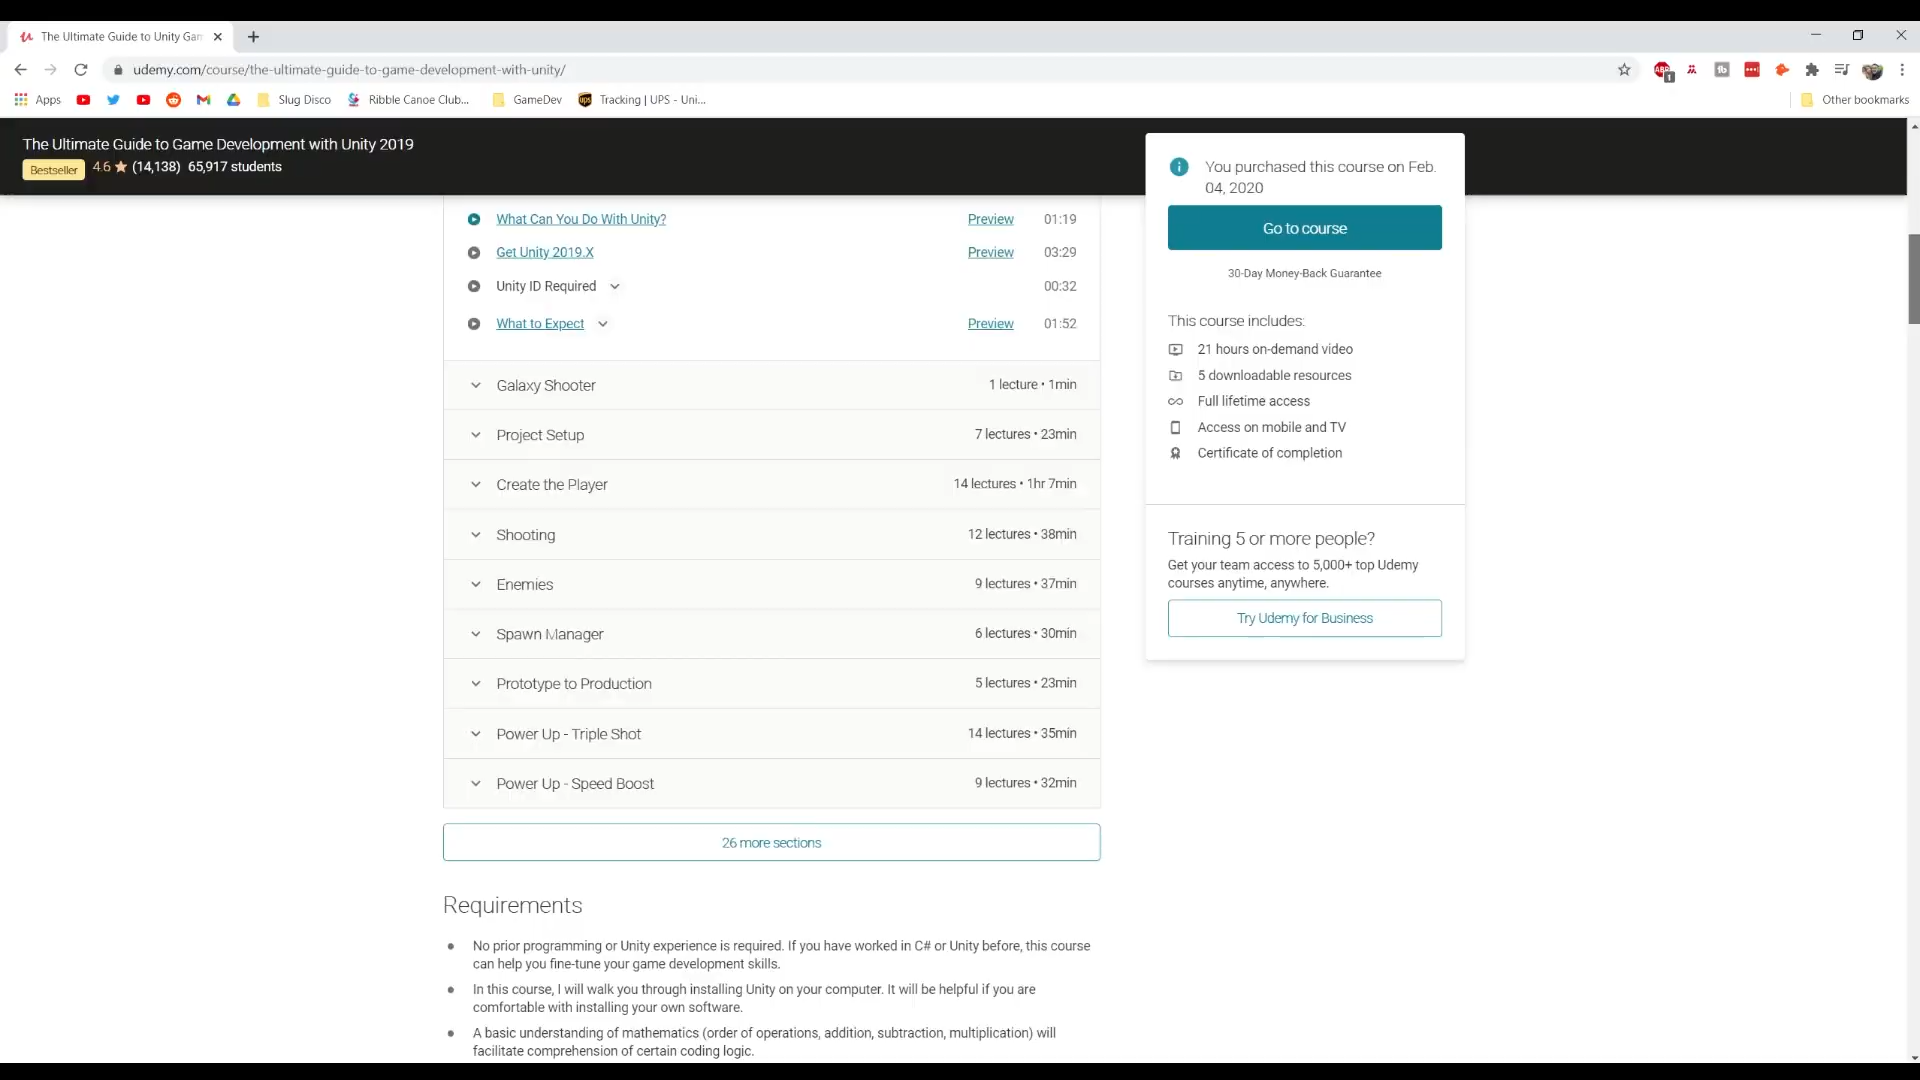 The Ultimate Guide to Unity Gam
udemy.com/course/the-ultimate-guide-to-game-development-with-unity/
Apps
Slug Disco
Ribble Canoe Club...
GameDev
Tracking | UPS - Uni...
Other bookmarks
The Ultimate Guide to Game Development with Unity 2019
Bestseller 4.6 (14,138) 65,917 students
What Can You Do With Unity? Preview 01:19
Get Unity 2019.X Preview 03:29
Unity ID Required 00:32
What to Expect Preview 01:52
Galaxy Shooter 1 lecture • 1min
Project Setup 7 lectures • 23min
Create the Player 14 lectures • 1hr 7min
Shooting 12 lectures • 38min
Enemies 9 lectures • 37min
Spawn Manager 6 lectures • 30min
Prototype to Production 5 lectures • 23min
Power Up - Triple Shot 14 lectures • 35min
Power Up - Speed Boost 9 lectures • 32min
26 more sections
Requirements
No prior programming or Unity experience is required. If you have worked in C# or Unity before, this course
can help you fine-tune your game development skills.
In this course, I will walk you through installing Unity on your computer. It will be helpful if you are
comfortable with installing your own software.
A basic understanding of mathematics (order of operations, addition, subtraction, multiplication) will
facilitate comprehension of certain coding logic.
You purchased this course on Feb.
04, 2020
Go to course
30-Day Money-Back Guarantee
This course includes:
21 hours on-demand video
5 downloadable resources
Full lifetime access
Access on mobile and TV
Certificate of completion
Training 5 or more people?
Get your team access to 5,000+ top Udemy
courses anytime, anywhere.
Try Udemy for Business